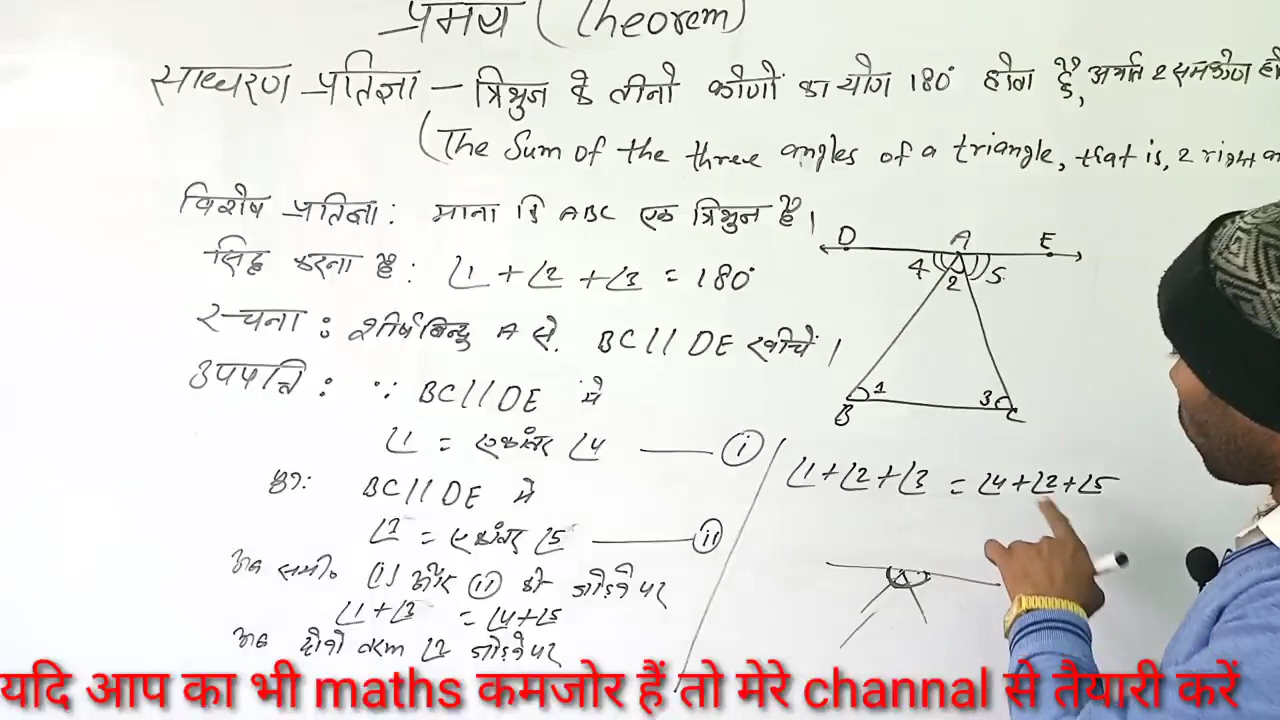 प्रमेय (Theorem)
साधारण प्रतिज्ञा – त्रिभुज के तीनो कोणों का योग 180° होता है, अर्थात 2 समकोण हो
(The Sum of the three angles of a triangle, that is, 2 right an
विशेष प्रतिज्ञा : माना कि ABC एक त्रिभुज है।
सिद्ध करना है : ∠1 + ∠2 + ∠3 = 180°
रचना : शीर्षबिन्दु A से BC // DE खींचें।
उपपत्ति : ∵ BC // DE में
∠1 = एकांतर ∠4 —— (i)
पुनः BC // DE में
∠3 = एकांतर ∠5 —— (ii)
अब समी० (i) और (ii) को जोड़ने पर
∠1 + ∠3 = ∠4 + ∠5
अब दोनो तरफ ∠2 जोड़ने पर
D A E
4 2 5
1 3
B C
∠1 + ∠2 + ∠3 = ∠4 + ∠2 + ∠5
यदि आप का भी maths कमजोर हैं तो मेरे channal से तैयारी करें